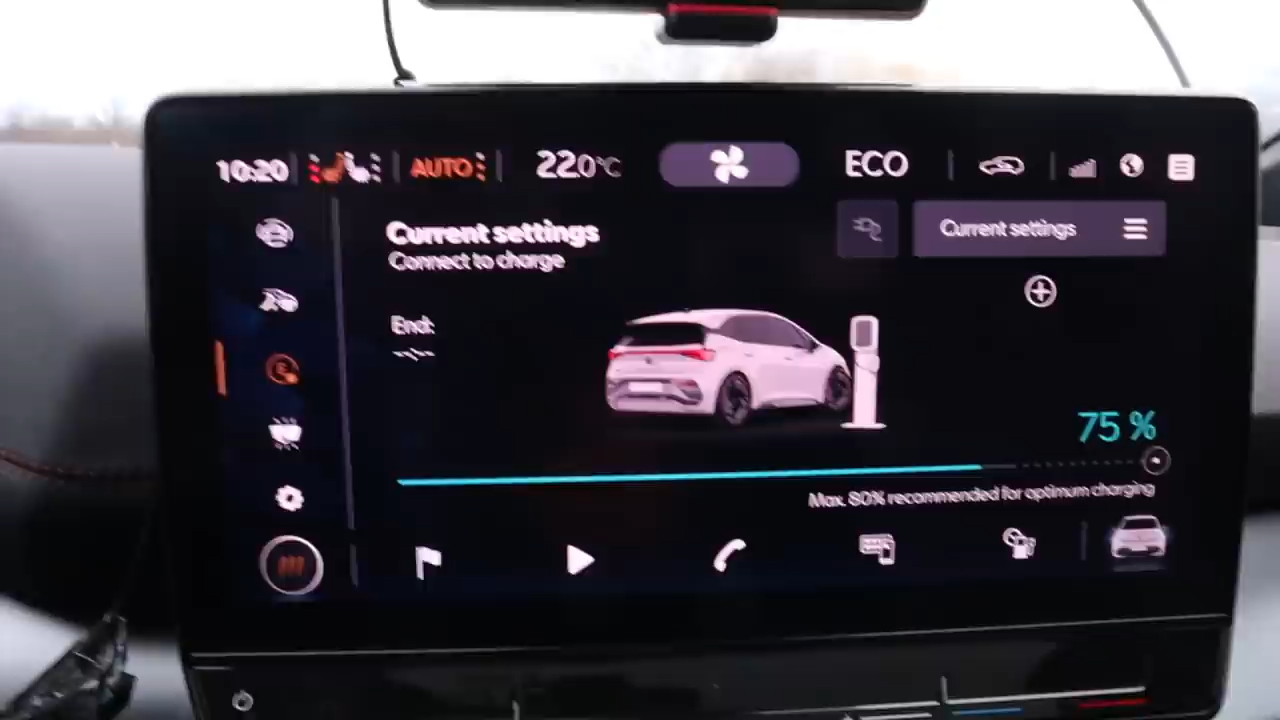 10:20
AUTO
22.0°C
ECO
Current settings
Connect to charge
Current settings
End:
--:--
75 %
Max. 80% recommended for optimum charging